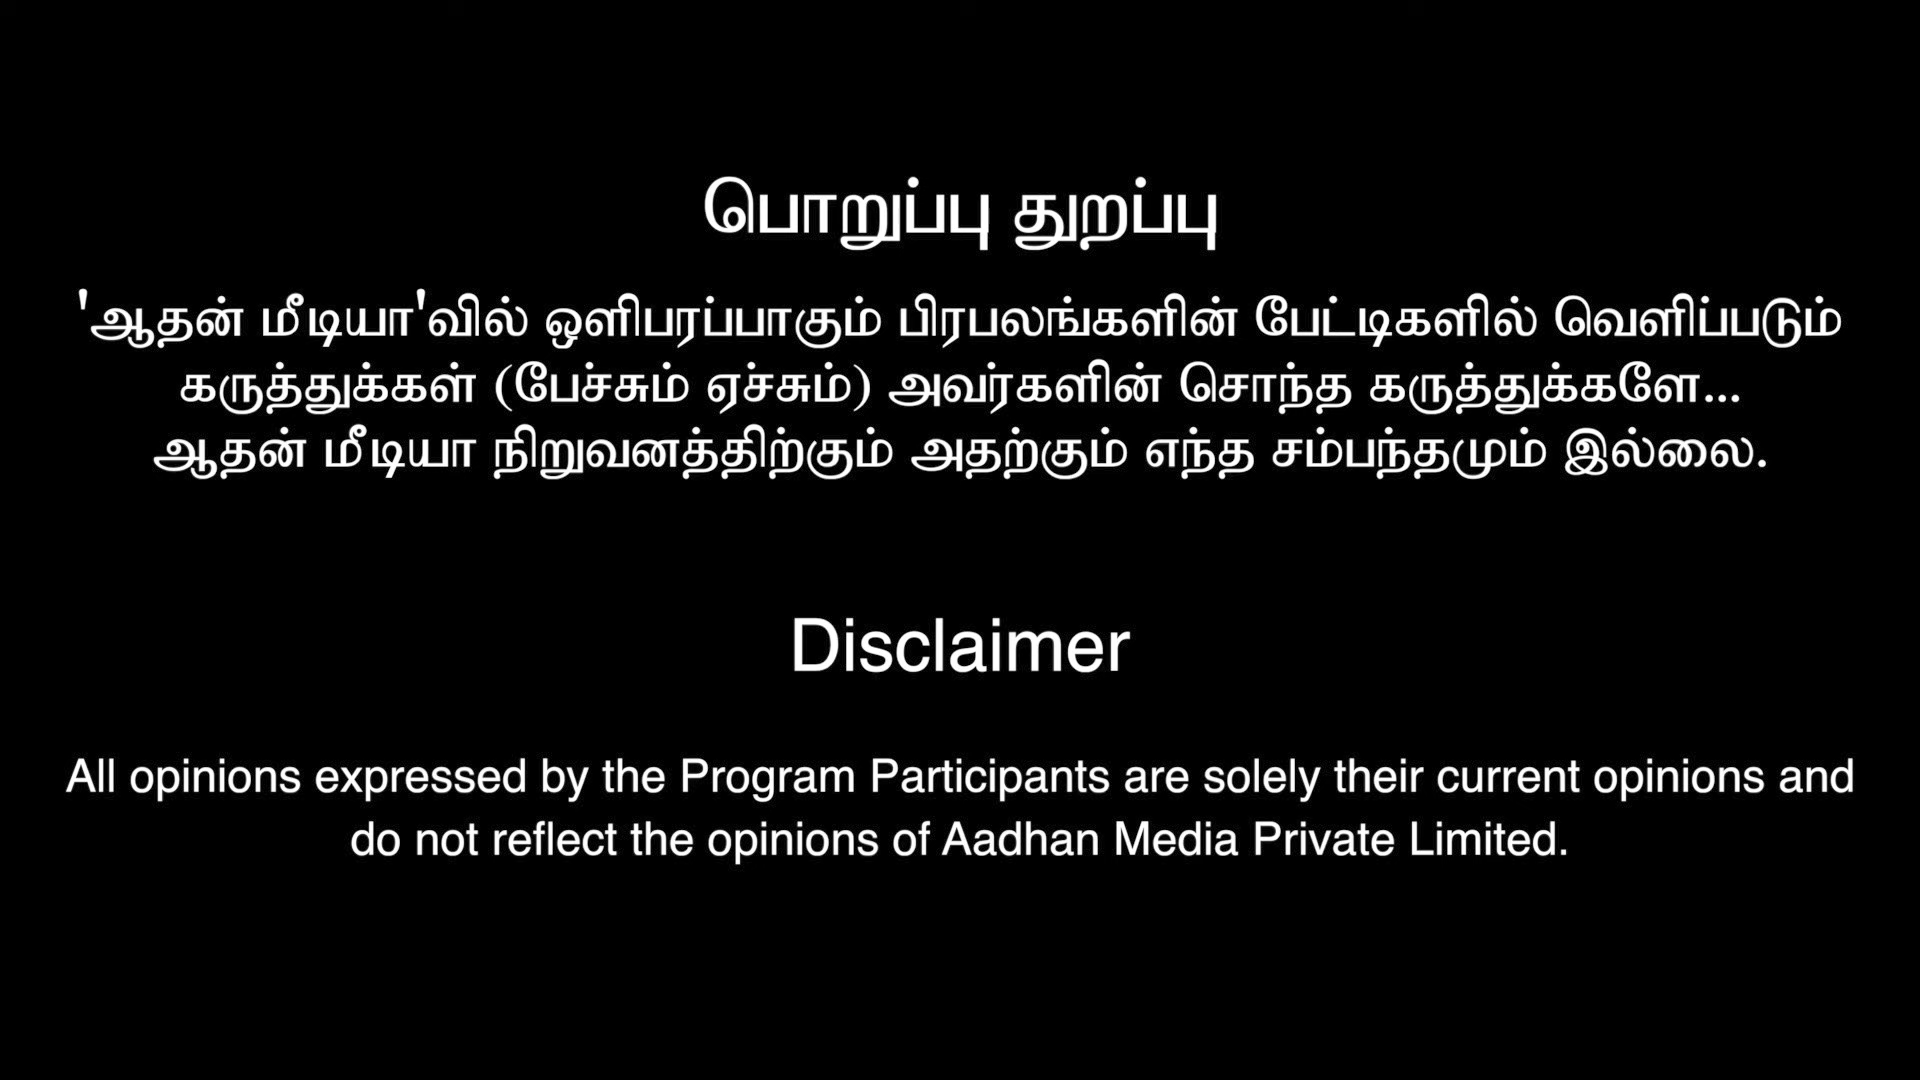 பொறுப்பு துறப்பு
'ஆதன் மீடியா'வில் ஒளிபரப்பாகும் பிரபலங்களின் பேட்டிகளில் வெளிப்படும்
கருத்துக்கள் (பேச்சும் ஏச்சும்) அவர்களின் சொந்த கருத்துக்களே...
ஆதன் மீடியா நிறுவனத்திற்கும் அதற்கும் எந்த சம்பந்தமும் இல்லை.
Disclaimer
All opinions expressed by the Program Participants are solely their current opinions and
do not reflect the opinions of Aadhan Media Private Limited.